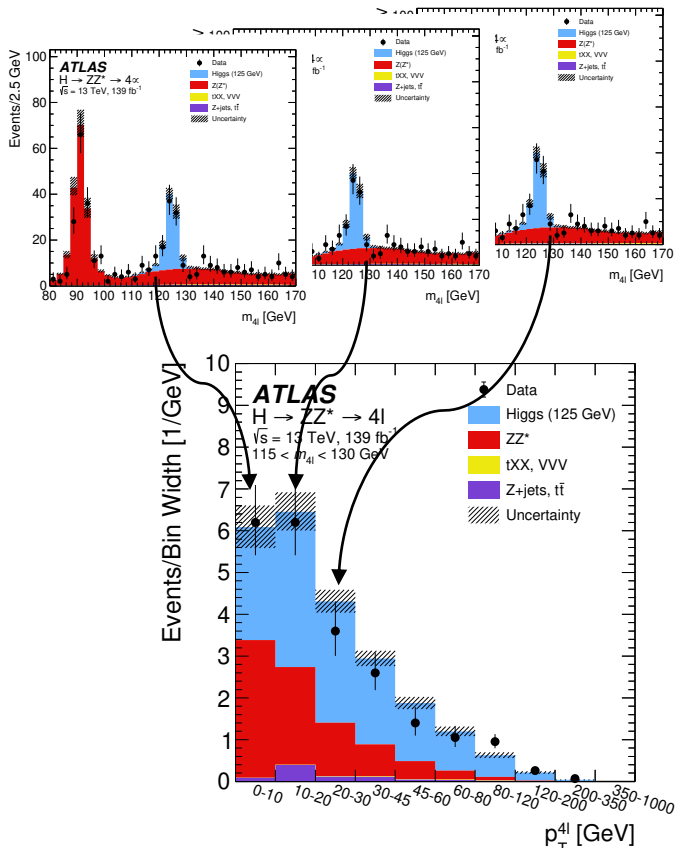 100
ATLAS
H → ZZ* → 4∝
√s = 13 TeV, 139 fb⁻¹
Data
Higgs (125 GeV)
Z(Z*)
tXX, VVV
Z+jets, tt̄
Uncertainty
Events/2.5 GeV
100
80
60
40
20
0
80 90 100 110 120 130 140 150 160 170
m4l [GeV]
4∝
fb⁻¹
Data
Higgs (125 GeV)
Z(Z*)
tXX, VVV
Z+jets, tt̄
Uncertainty
120 130 140 150 160 170
m4l [GeV]
4∝
fb⁻¹
Data
Higgs (125 GeV)
Z(Z*)
tXX, VVV
Z+jets, tt̄
Uncertainty
120 130 140 150 160 170
m4l [GeV]
ATLAS
H → ZZ* → 4l
√s = 13 TeV, 139 fb⁻¹
115 < m4l < 130 GeV
Data
Higgs (125 GeV)
ZZ*
tXX, VVV
Z+jets, tt̄
Uncertainty
Events/Bin Width [1/GeV]
10
9
8
7
6
5
4
3
2
1
0
0-10 10-20 20-30 30-45 45-60 60-80 80-120 120-200 200-350 350-1000
pT4l [GeV]